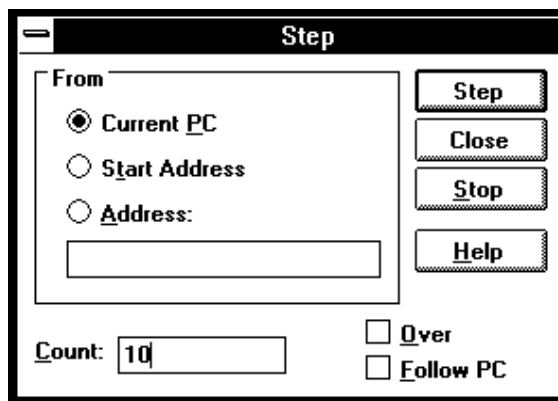 Step
From
Current PC
Start Address
Address:
Step
Close
Stop
Help
Count: 10
Over
Follow PC